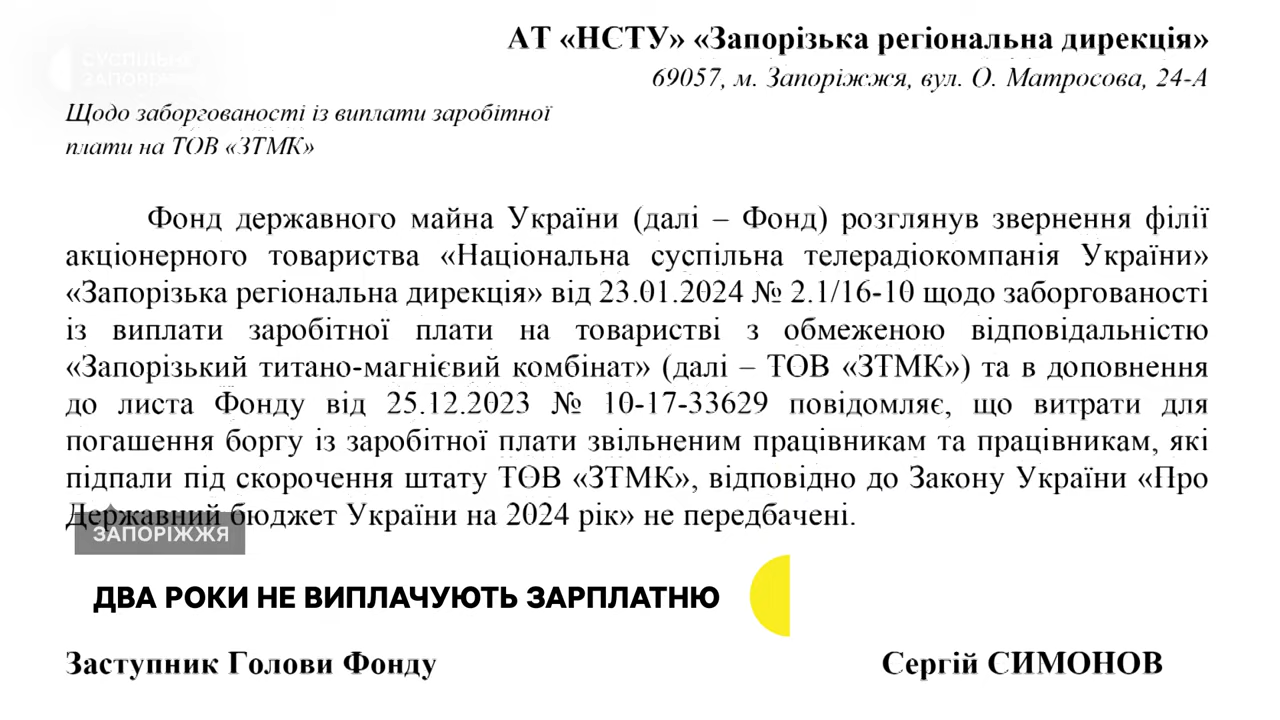 СУСПІЛЬНЕ
ЗАПОРІЖЖЯ
АТ «НСТУ» «Запорізька регіональна дирекція»
69057, м. Запоріжжя, вул. О. Матросова, 24-А
Щодо заборгованості із виплати заробітної
плати на ТОВ «ЗТМК»
Фонд державного майна України (далі – Фонд) розглянув звернення філії
акціонерного товариства «Національна суспільна телерадіокомпанія України»
«Запорізька регіональна дирекція» від 23.01.2024 № 2.1/16-10 щодо заборгованості
із виплати заробітної плати на товаристві з обмеженою відповідальністю
«Запорізький титано-магнієвий комбінат» (далі – ТОВ «ЗТМК») та в доповнення
до листа Фонду від 25.12.2023 № 10-17-33629 повідомляє, що витрати для
погашення боргу із заробітної плати звільненим працівникам та працівникам, які
підпали під скорочення штату ТОВ «ЗТМК», відповідно до Закону України «Про
Державний бюджет України на 2024 рік» не передбачені.
ЗАПОРІЖЖЯ
ДВА РОКИ НЕ ВИПЛАЧУЮТЬ ЗАРПЛАТНЮ
Заступник Голови Фонду Сергій СИМОНОВ